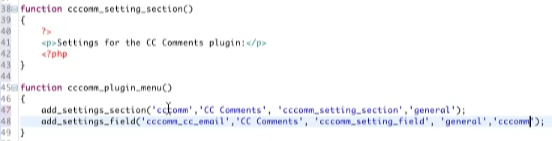 38 function cccomm_setting_section()
39 {
40 ?>
41 <p>Settings for the CC Comments plugin:</p>
42 <?php
43 }
44
45 function cccomm_plugin_menu()
46 {
47 add_settings_section('cccomm','CC Comments', 'cccomm_setting_section','general');
48 add_settings_field('cccomm_cc_email','CC Comments', 'cccomm_setting_field', 'general','cccomm');
49 }